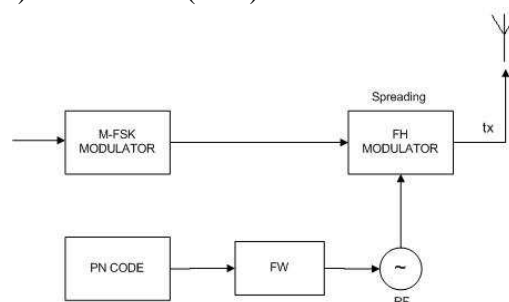 Spreading
M-FSK
MODULATOR
FH
MODULATOR
tx
PN CODE
FW
~
RF